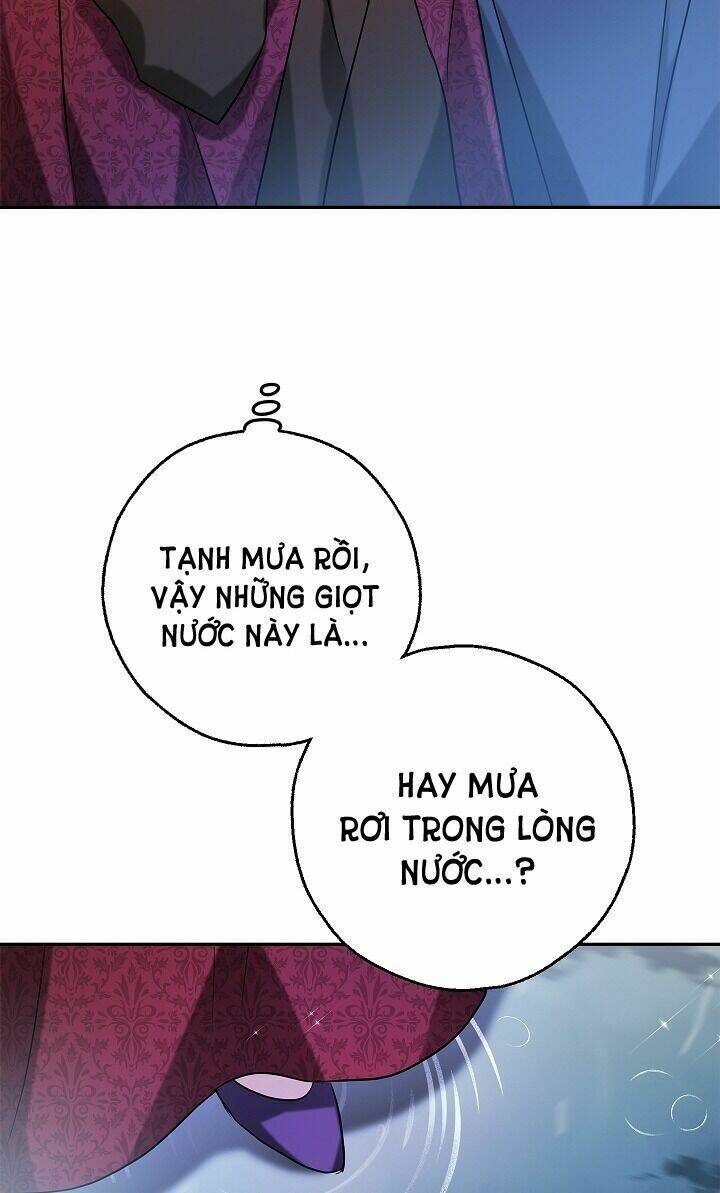 TẠNH MƯA RỒI,
VẬY NHỮNG GIỌT
NƯỚC NÀY LÀ...
HAY MƯA
RƠI TRONG LÒNG
NƯỚC...?